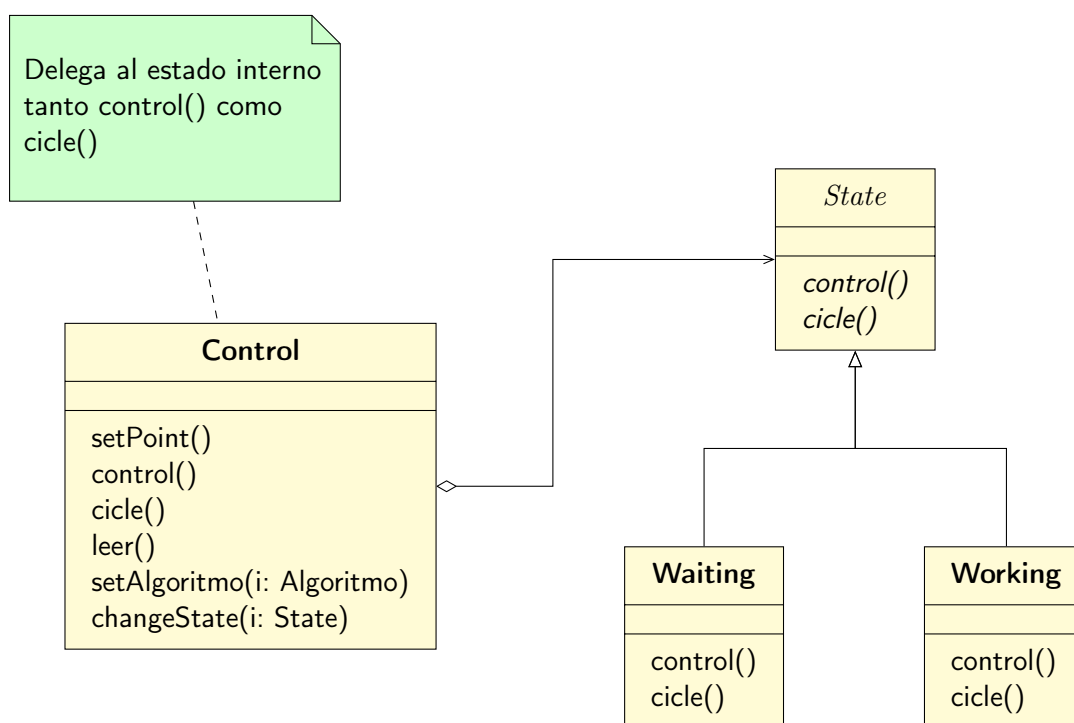 Delega al estado interno
tanto control() como
cicle()
State
control()
cicle()
Control
setPoint()
control()
cicle()
leer()
setAlgoritmo(i: Algoritmo)
changeState(i: State)
Waiting
control()
cicle()
Working
control()
cicle()